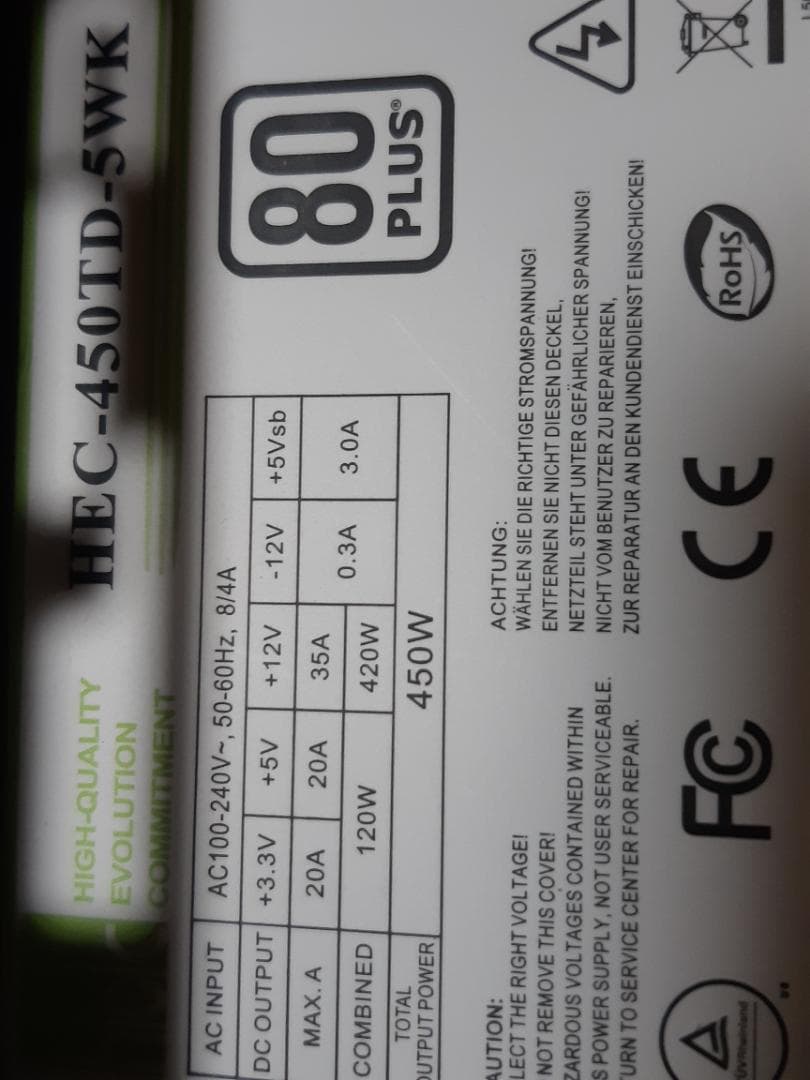 HIGH-QUALITY
EVOLUTION
COMMITMENT
HEC-450TD-5WK
AC INPUT AC100-240V~, 50-60Hz, 8/4A
DC OUTPUT +3.3V +5V +12V -12V +5Vsb
MAX. A 20A 20A 35A 0.3A 3.0A
COMBINED 120W 420W
TOTAL
OUTPUT POWER 450W
80
PLUS®
AUTION:
LECT THE RIGHT VOLTAGE!
NOT REMOVE THIS COVER!
ZARDOUS VOLTAGES CONTAINED WITHIN
S POWER SUPPLY, NOT USER SERVICEABLE.
URN TO SERVICE CENTER FOR REPAIR.
ACHTUNG:
WÄHLEN SIE DIE RICHTIGE STROMSPANNUNG!
ENTFERNEN SIE NICHT DIESEN DECKEL,
NETZTEIL STEHT UNTER GEFÄHRLICHER SPANNUNG!
NICHT VOM BENUTZER ZU REPARIEREN,
ZUR REPARATUR AN DEN KUNDENDIENST EINSCHICKEN!
ÜVRheinland
FC
CE
RoHS